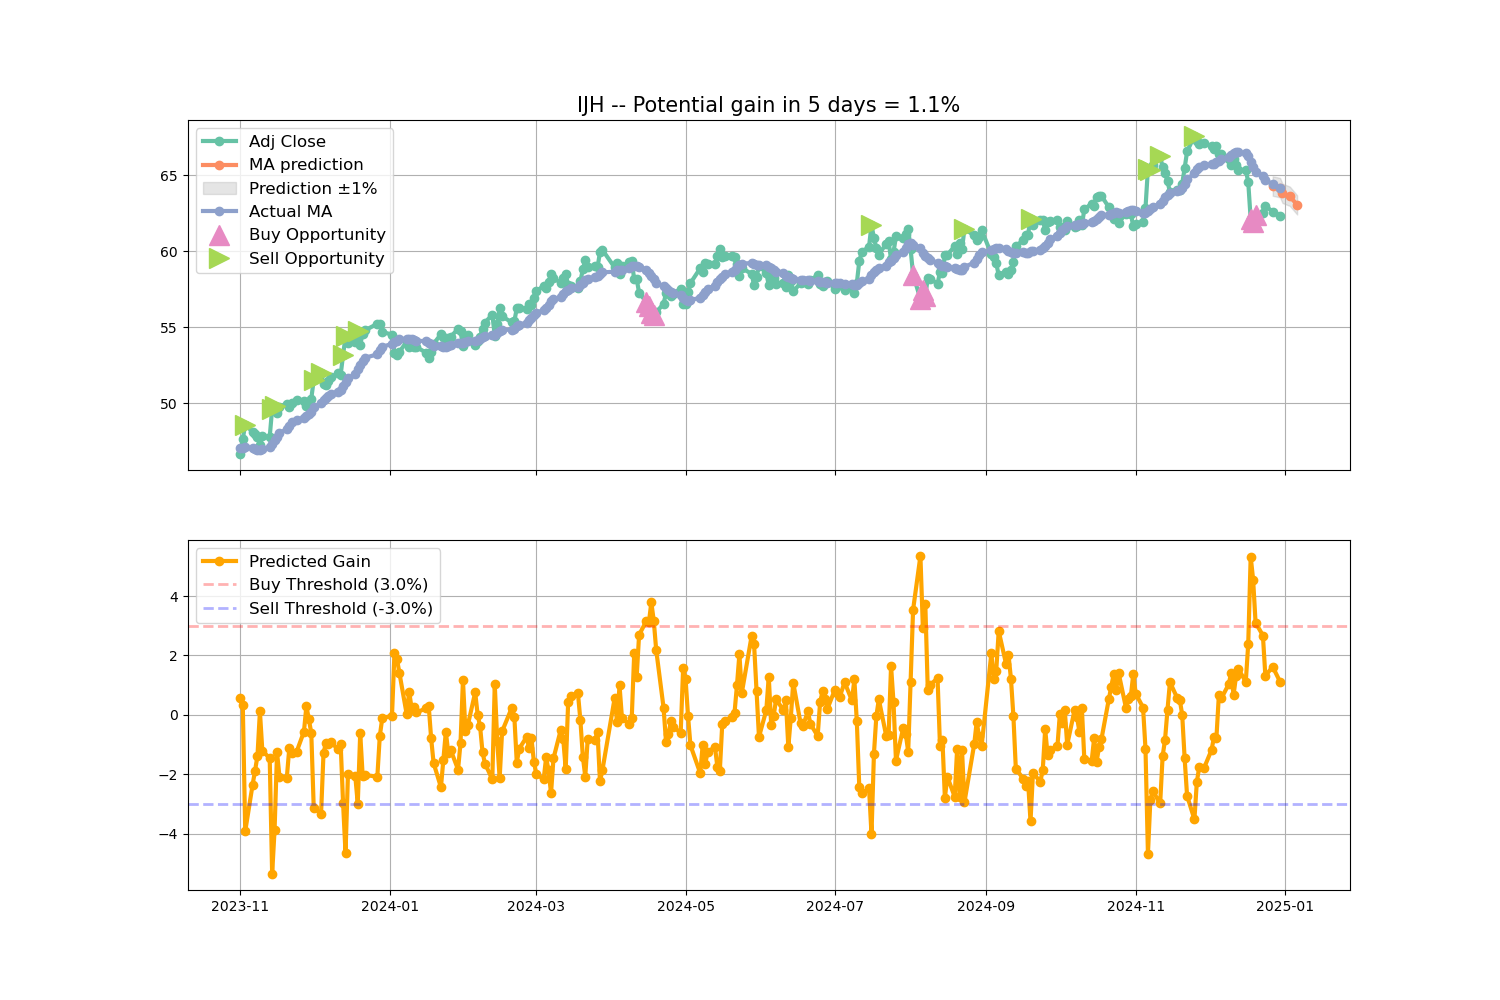 IJH -- Potential gain in 5 days = 1.1%
Adj Close
MA prediction
Prediction ±1%
Actual MA
Buy Opportunity
Sell Opportunity
65
60
55
50
Predicted Gain
Buy Threshold (3.0%)
Sell Threshold (-3.0%)
4
2
0
−2
−4
2023-11 2024-01 2024-03 2024-05 2024-07 2024-09 2024-11 2025-01